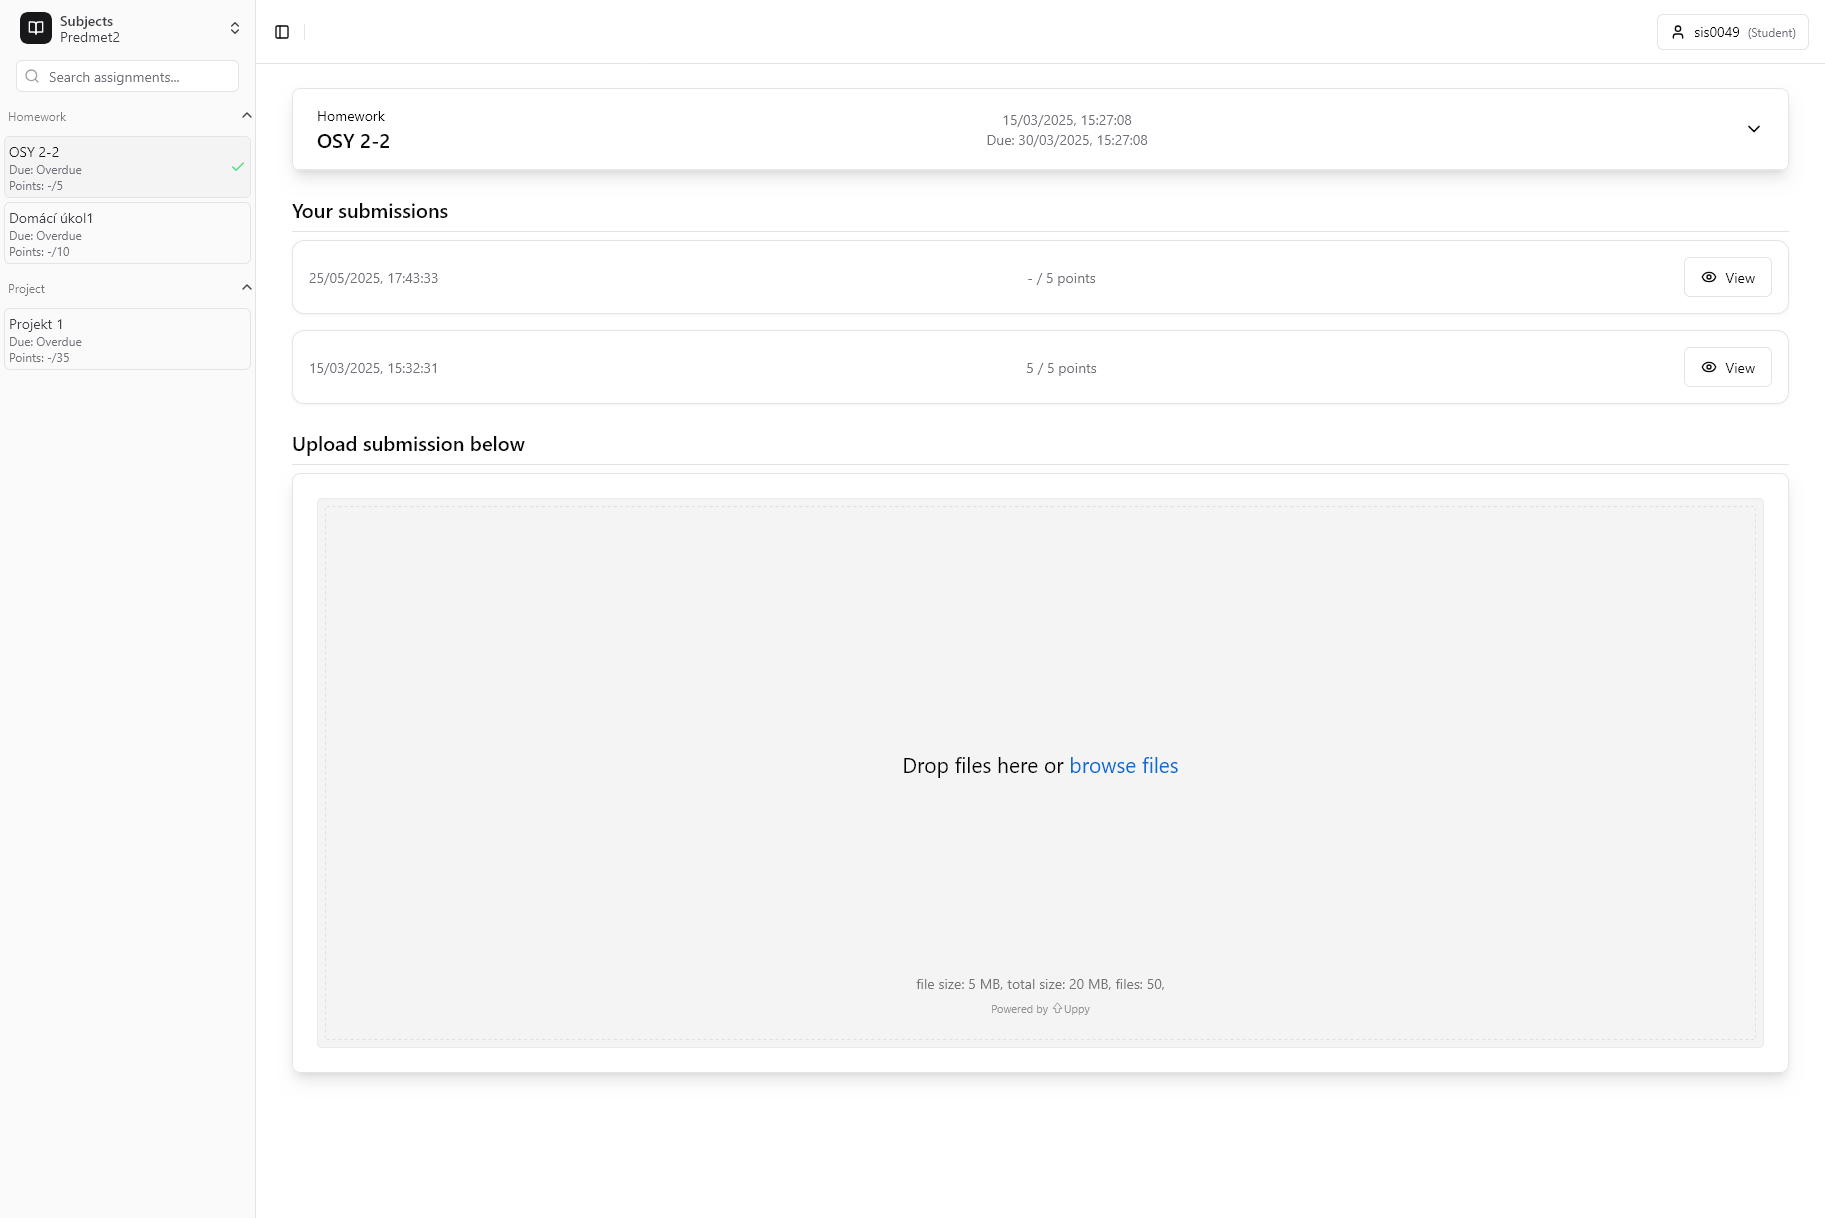 Subjects
Predmet2
Search assignments...
Homework
OSY 2-2
Due: Overdue
Points: -/5
Domácí úkol1
Due: Overdue
Points: -/10
Project
Projekt 1
Due: Overdue
Points: -/35
sis0049 (Student)
Homework
OSY 2-2
15/03/2025, 15:27:08
Due: 30/03/2025, 15:27:08
Your submissions
25/05/2025, 17:43:33 - / 5 points View
15/03/2025, 15:32:31 5 / 5 points View
Upload submission below
Drop files here or browse files
file size: 5 MB, total size: 20 MB, files: 50,
Powered by Uppy